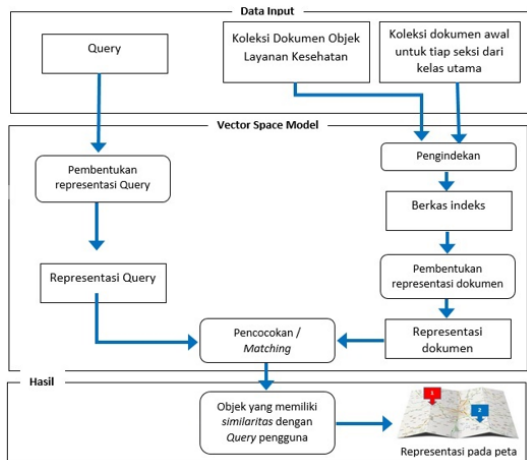 Data Input
Query
Koleksi Dokumen Objek
Layanan Kesehatan
Koleksi dokumen awal
untuk tiap seksi dari
kelas utama
Vector Space Model
Pembentukan
representasi Query
Pengindekan
Berkas indeks
Representasi Query
Pembentukan
representasi dokumen
Pencocokan /
Matching
Representasi
dokumen
Hasil
Objek yang memiliki
similaritas dengan
Query pengguna
1
2
Representasi pada peta